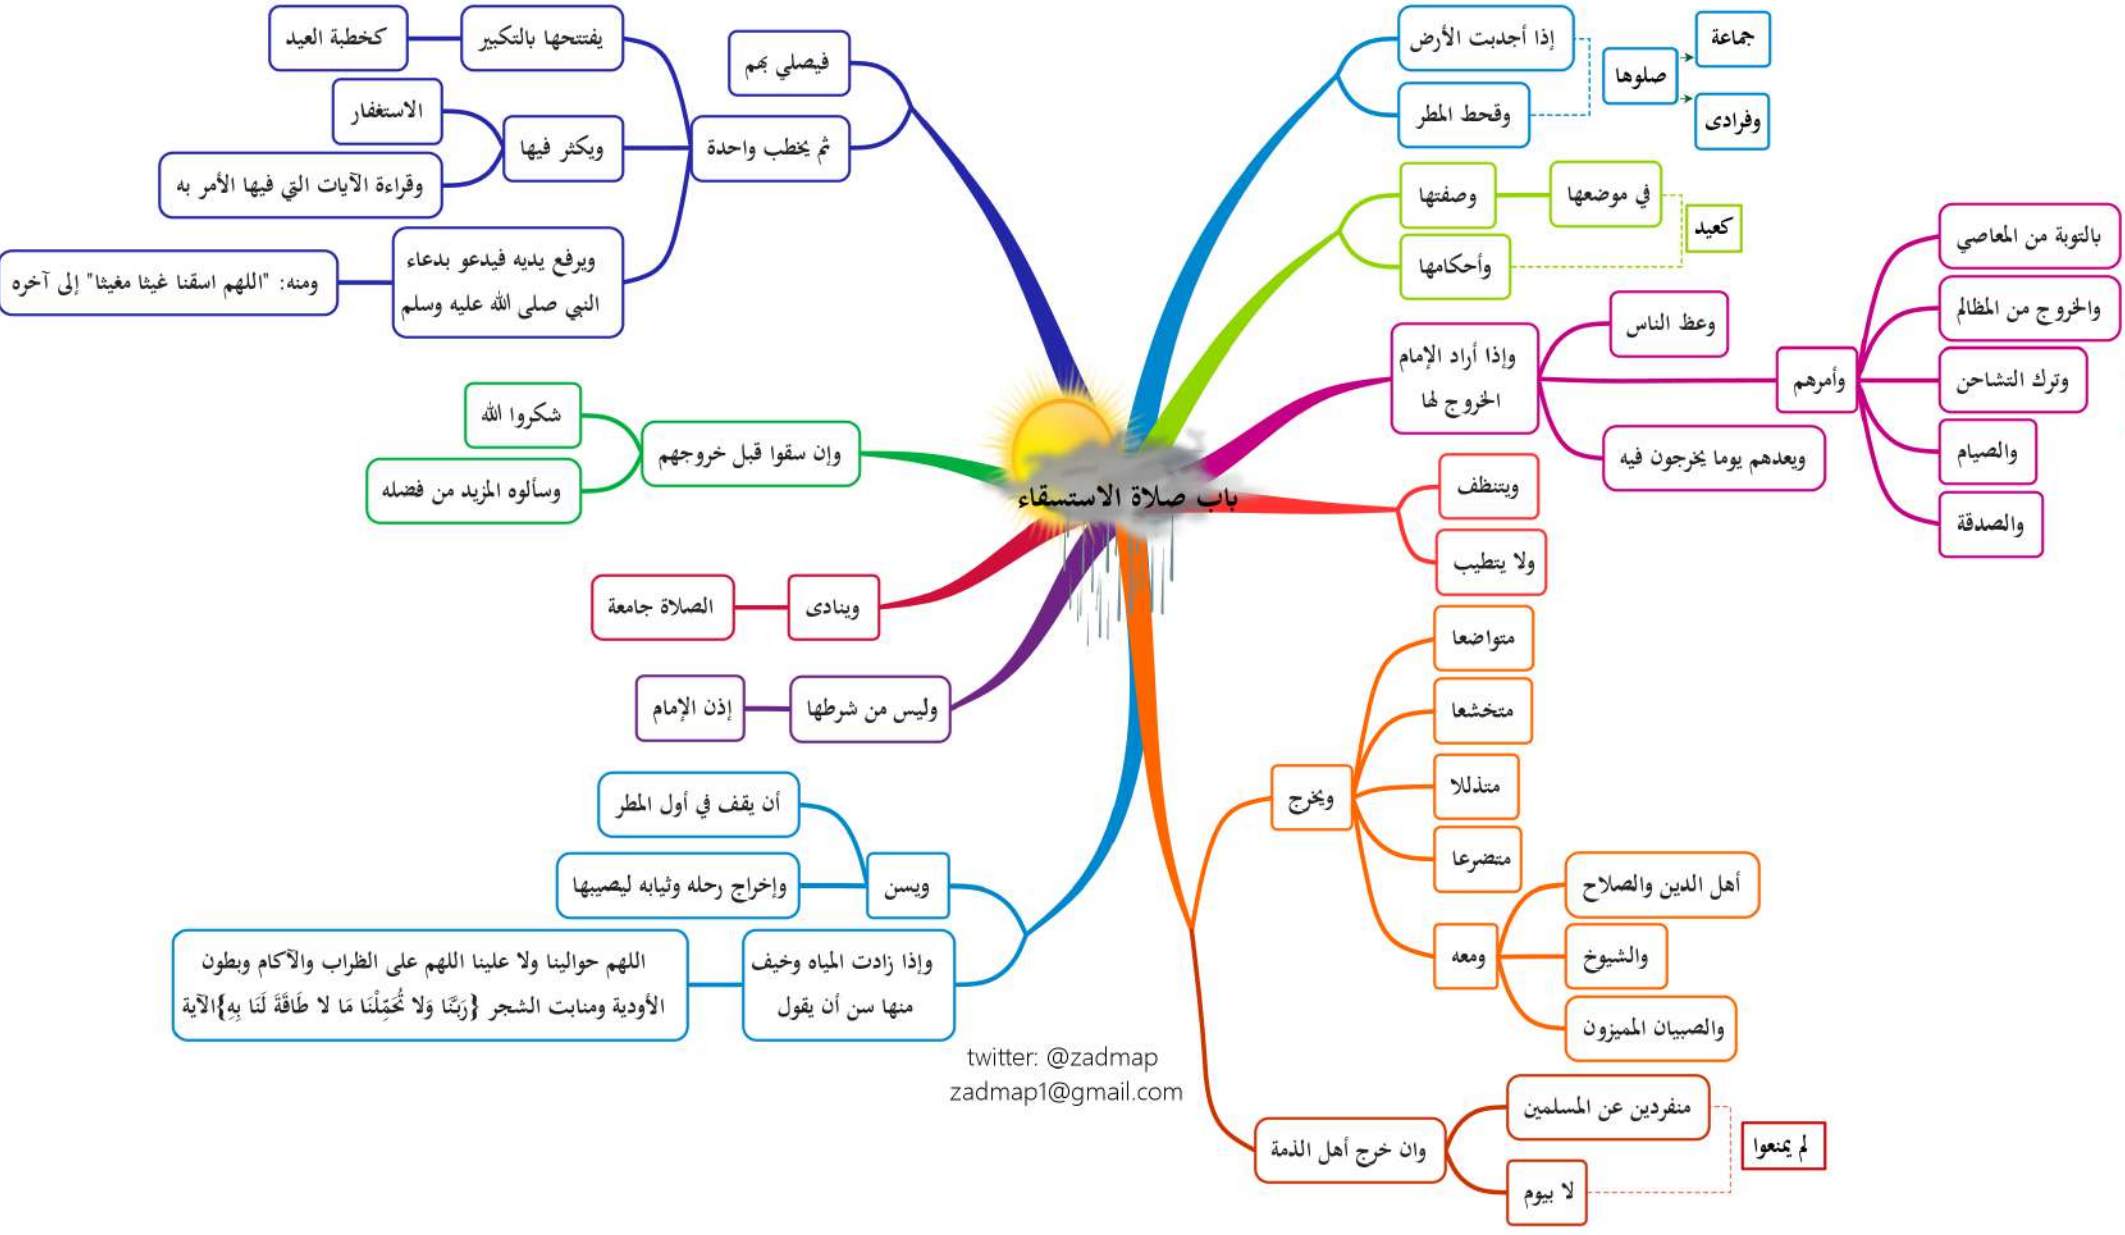 باب صلاة الاستسقاء
إذا أجدبت الأرض
وقحط المطر
صلوها
جماعة
وفرادى
وصفتها
في موضعها
وأحكامها
كعيد
وإذا أراد الإمام
الخروج لها
وعظ الناس
وأمرهم
بالتوبة من المعاصي
والخروج من المظالم
وترك التشاحن
والصيام
والصدقة
ويعدهم يوما يخرجون فيه
ويتنظف
ولا يتطيب
ويخرج
متواضعا
متخشعا
متذللا
متضرعا
ومعه
أهل الدين والصلاح
والشيوخ
والصبيان المميزون
وان خرج أهل الذمة
منفردين عن المسلمين
لا بيوم
لم يمنعوا
فيصلي بهم
ثم يخطب واحدة
يفتتحها بالتكبير
كخطبة العيد
ويكثر فيها
الاستغفار
وقراءة الآيات التي فيها الأمر به
ويرفع يديه فيدعو بدعاء
النبي صلى الله عليه وسلم
ومنه: "اللهم اسقنا غيثا مغيثا" إلى آخره
وإن سقوا قبل خروجهم
شكروا الله
وسألوه المزيد من فضله
وينادى
الصلاة جامعة
وليس من شرطها
إذن الإمام
ويسن
أن يقف في أول المطر
وإخراج رحله وثيابه ليصيبها
وإذا زادت المياه وخيف
منها سن أن يقول
اللهم حوالينا ولا علينا اللهم على الظراب والآكام وبطون
الأودية ومنابت الشجر {رَبَّنَا وَلا تُحَمِّلْنَا مَا لا طَاقَةَ لَنَا بِهِ}الآية
twitter: @zadmap
zadmap1@gmail.com